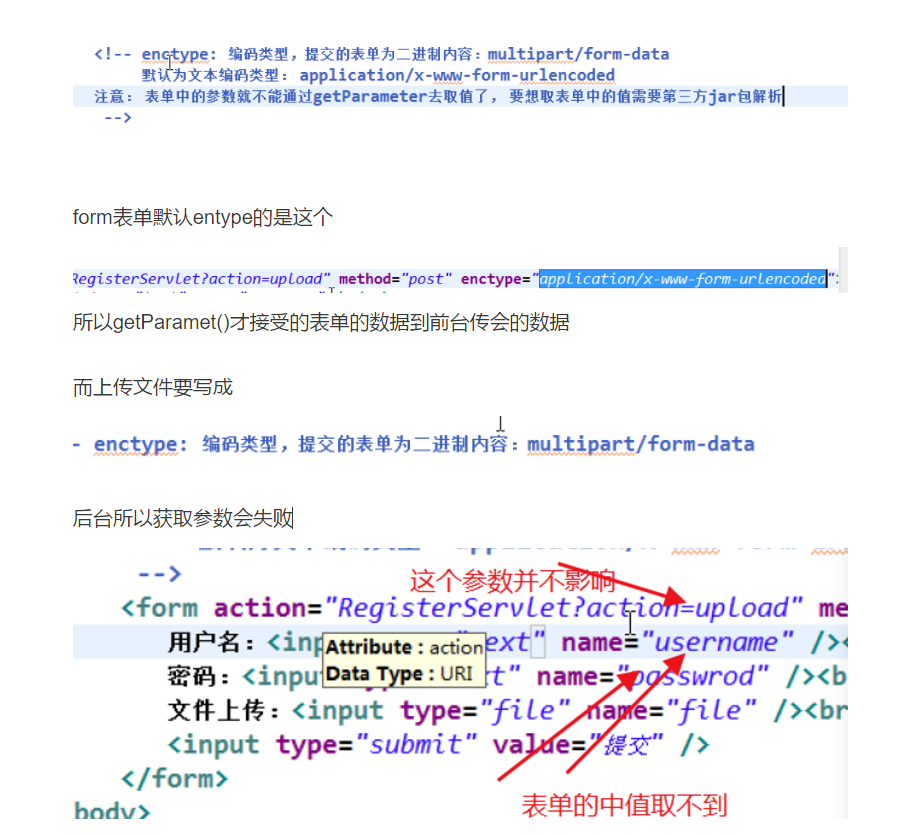 <!-- enctype: 编码类型，提交的表单为二进制内容：multipart/form-data
默认为文本编码类型：application/x-www-form-urlencoded
注意：表单中的参数就不能通过getParameter去取值了，要想取表单中的值需要第三方jar包解析
-->
form表单默认entype的是这个
RegisterServlet?action=upload" method="post" enctype="application/x-www-form-urlencoded"
所以getParamet()才接受的表单的数据到前台传会的数据
而上传文件要写成
- enctype: 编码类型，提交的表单为二进制内容：multipart/form-data
后台所以获取参数会失败
-->
这个参数并不影响
<form action="RegisterServlet?action=upload" me
用户名：<inp ext" name="username" /><
Attribute : action
Data Type : URI
密码：<inpu t" name="passwrod" /><b
文件上传：<input type="file" name="file" /><br
<input type="submit" value="提交" />
</form>
表单的中值取不到
body>